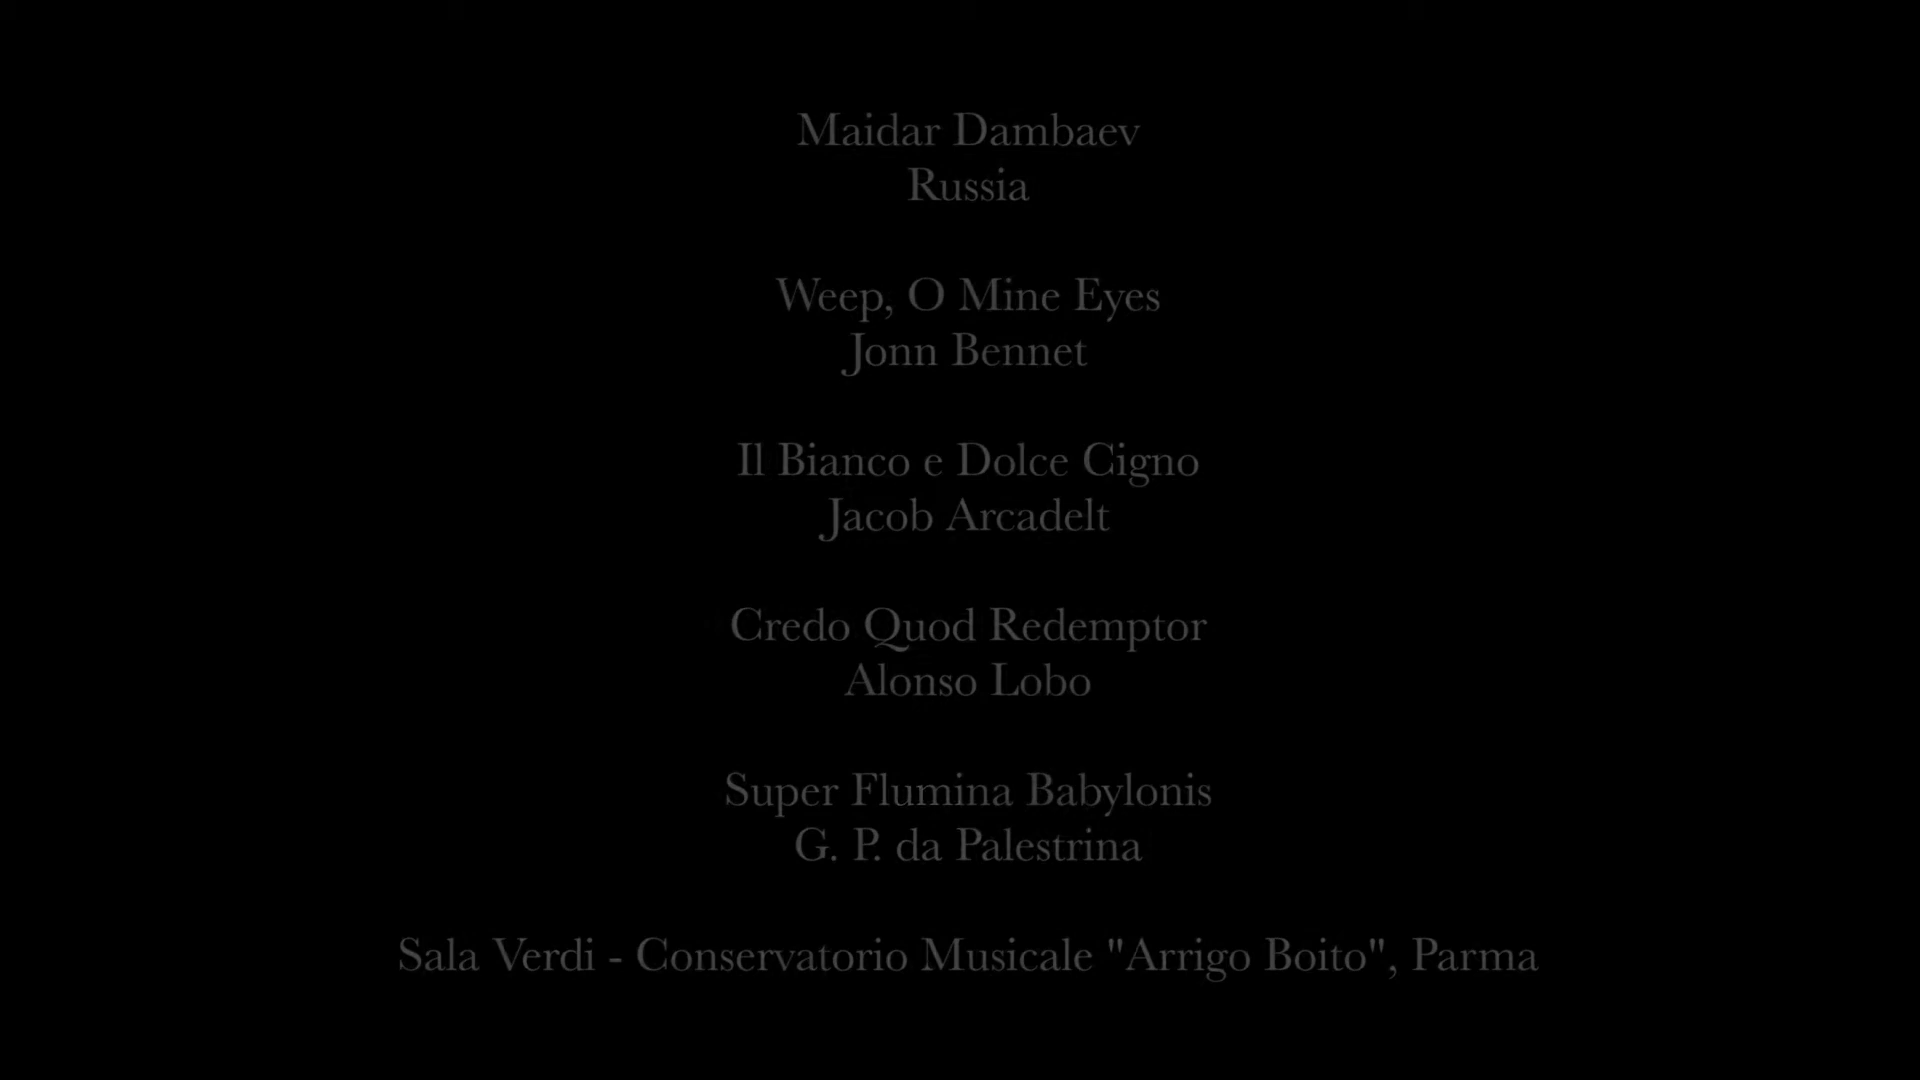 Maidar Dambaev
Russia
Weep, O Mine Eyes
Jonn Bennet
Il Bianco e Dolce Cigno
Jacob Arcadelt
Credo Quod Redemptor
Alonso Lobo
Super Flumina Babylonis
G. P. da Palestrina
Sala Verdi - Conservatorio Musicale "Arrigo Boito", Parma